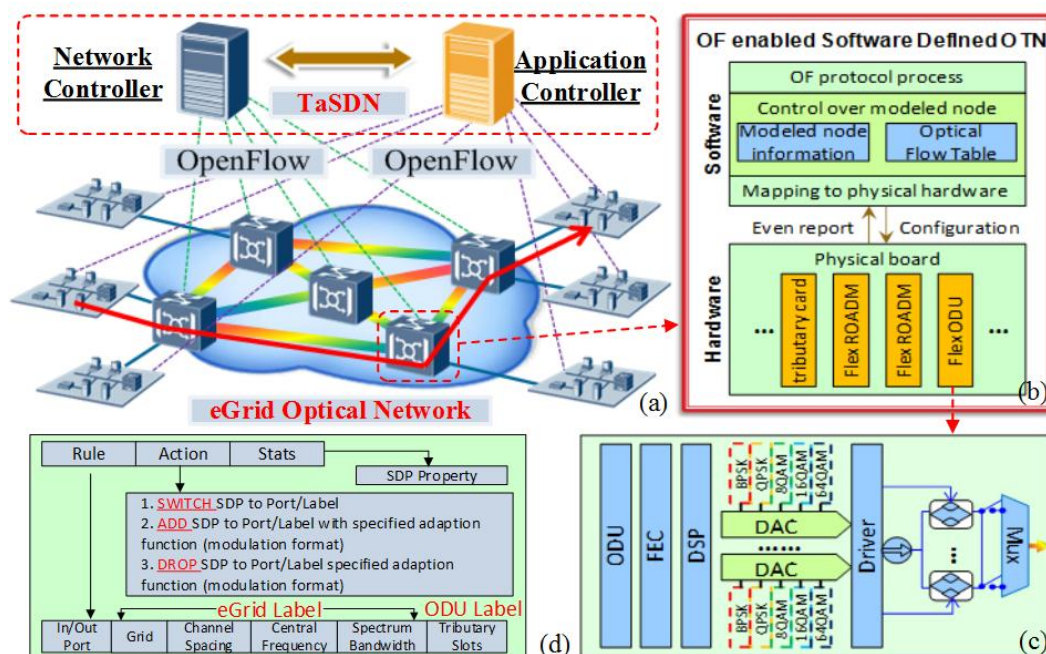 Network
Controller
TaSDN
Application
Controller
OpenFlow
OpenFlow
eGrid Optical Network
(a)
OF enabled Software Defined OTN
Software
OF protocol process
Control over modeled node
Modeled node
information
Optical
Flow Table
Mapping to physical hardware
Even report
Configuration
Hardware
Physical board
...
tributary card
Flex ROADM
Flex ROADM
Flex ODU
...
(b)
Rule
Action
Stats
SDP Property
1. SWITCH SDP to Port/Label
2. ADD SDP to Port/Label with specified adaption
function (modulation format)
3. DROP SDP to Port/Label specified adaption
function (modulation format)
eGrid Label
ODU Label
In/Out
Port
Grid
Channel
Spacing
Central
Frequency
Spectrum
Bandwidth
Tributary
Slots
(d)
ODU
FEC
DSP
BPSK
QPSK
8QAM
16QAM
64QAM
DAC
......
DAC
BPSK
QPSK
8QAM
16QAM
64QAM
Driver
...
Mux
(c)